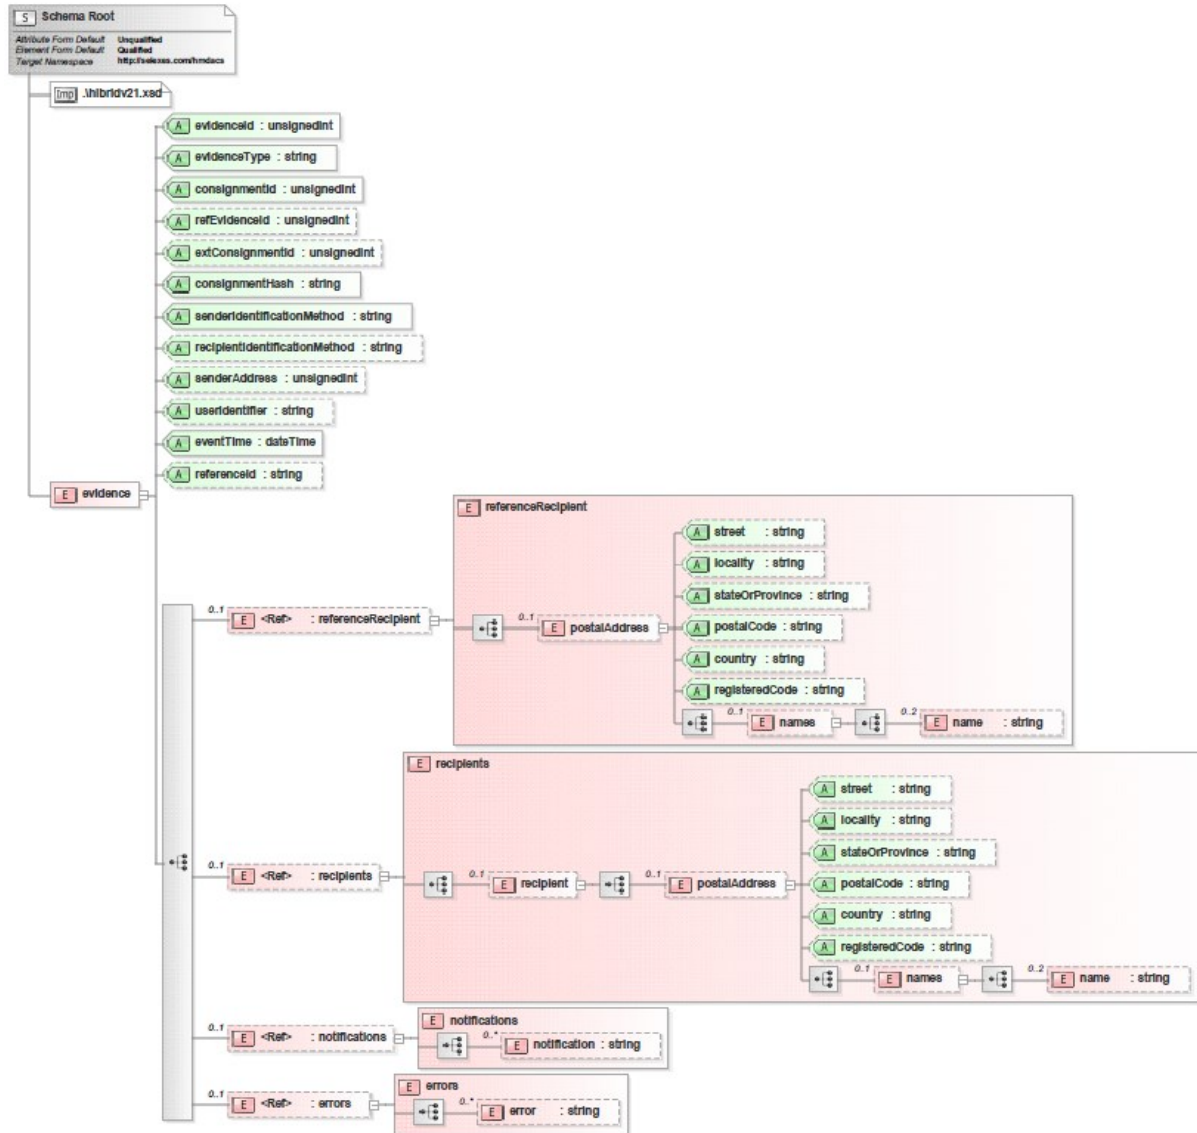 S Schema Root
Attribute Form Default Unqualified
Element Form Default Qualified
Target Namespace http://selexes.com/hmdacs
Imp .\hibridv21.xsd
A evidenceId : unsignedInt
A evidenceType : string
A consignmentId : unsignedInt
A refEvidenceId : unsignedInt
A extConsignmentId : unsignedInt
A consignmentHash : string
A senderIdentificationMethod : string
A recipientIdentificationMethod : string
A senderAddress : unsignedInt
A userIdentifier : string
A eventTime : dateTime
A referenceId : string
E evidence
E referenceRecipient
0..1 E <Ref> : referenceRecipient
0..1 E postalAddress
A street : string
A locality : string
A stateOrProvince : string
A postalCode : string
A country : string
A registeredCode : string
0..1 E names
0..2 E name : string
E recipients
0..1 E <Ref> : recipients
0..1 E recipient
0..1 E postalAddress
A street : string
A locality : string
A stateOrProvince : string
A postalCode : string
A country : string
A registeredCode : string
0..1 E names
0..2 E name : string
0..1 E <Ref> : notifications
E notifications
0..* E notification : string
0..1 E <Ref> : errors
E errors
0..* E error : string